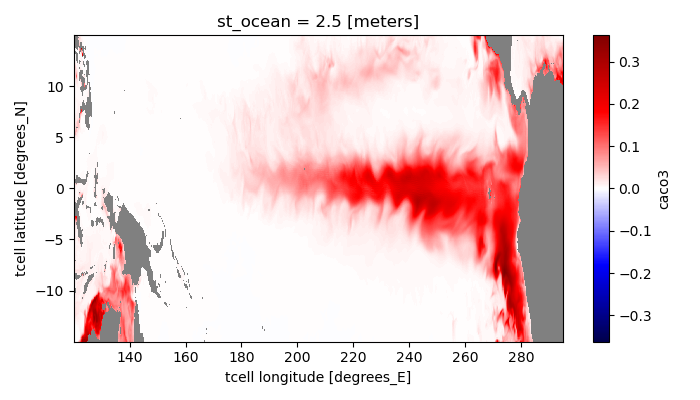 st_ocean = 2.5 [meters]
10
5
0
−5
−10
tcell latitude [degrees_N]
140 160 180 200 220 240 260 280
tcell longitude [degrees_E]
0.3
0.2
0.1
0.0
−0.1
−0.2
−0.3
caco3